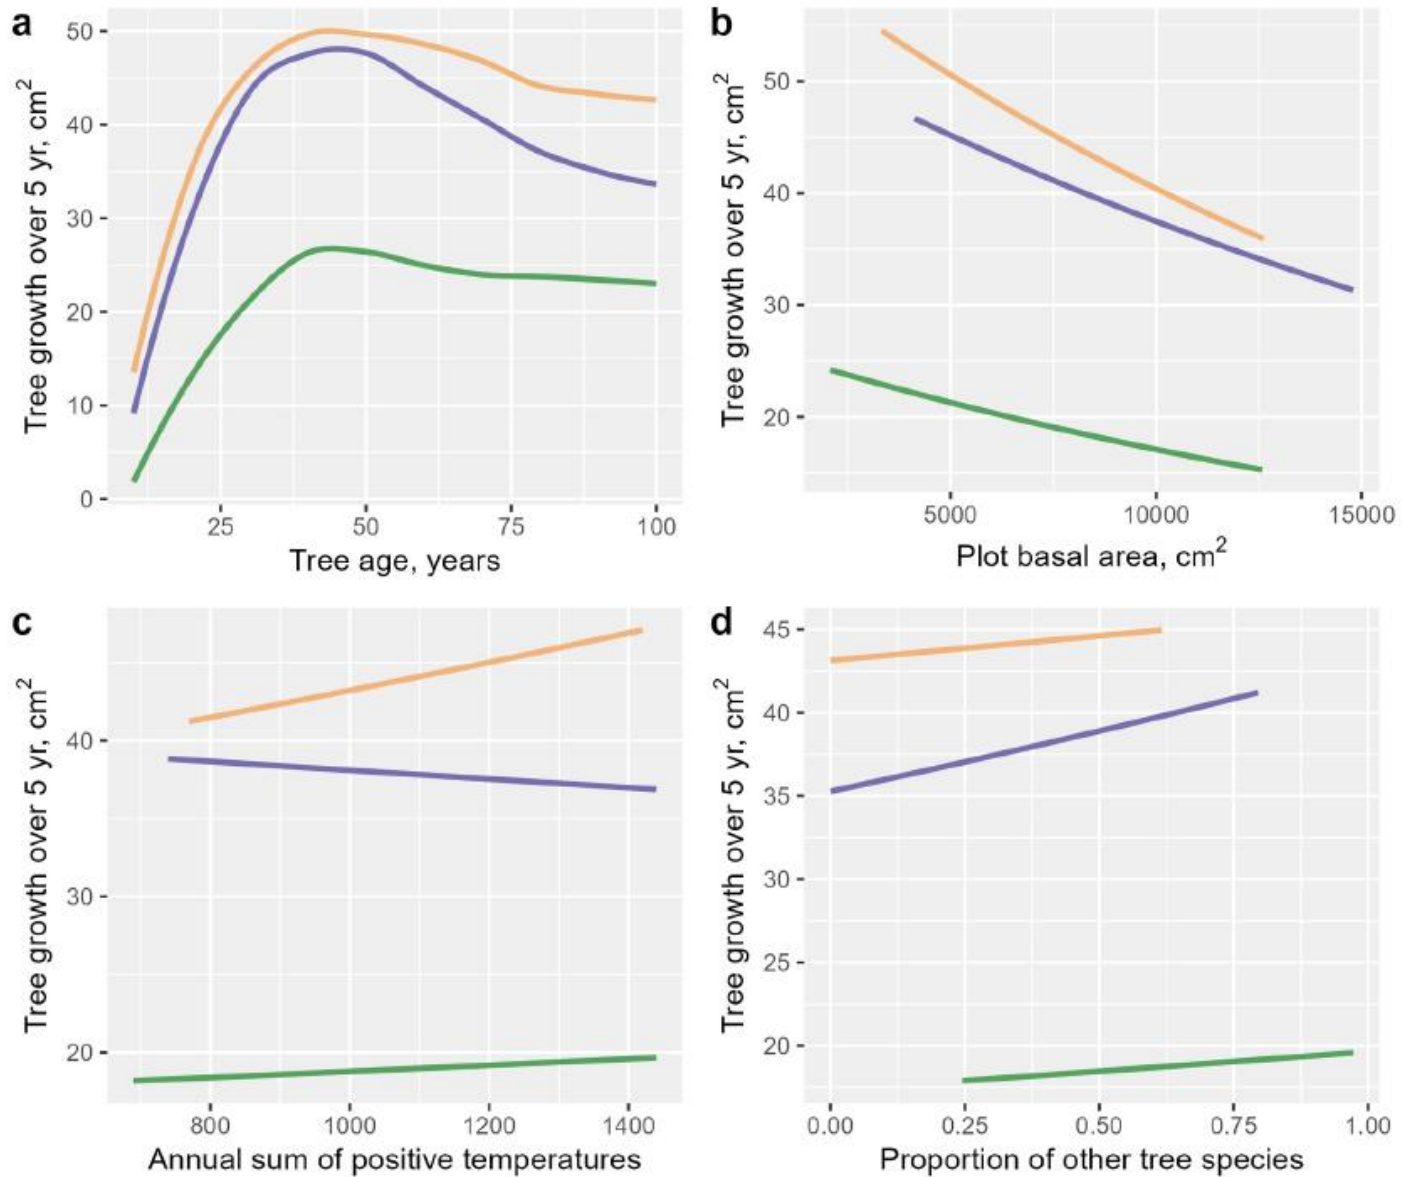 a
Tree growth over 5 yr, cm²
50
40
30
20
10
0
25 50 75 100
Tree age, years
b
Tree growth over 5 yr, cm²
50
40
30
20
5000 10000 15000
Plot basal area, cm²
c
Tree growth over 5 yr, cm²
40
30
20
800 1000 1200 1400
Annual sum of positive temperatures
d
Tree growth over 5 yr, cm²
45
40
35
30
25
20
0.00 0.25 0.50 0.75 1.00
Proportion of other tree species